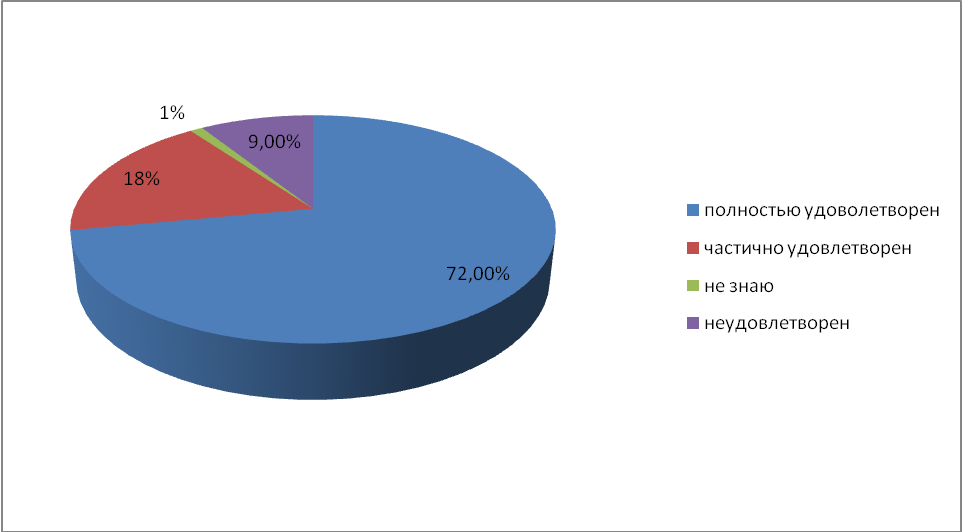 1%
9,00%
18%
72,00%
полностью удоволетворен
частично удовлетворен
не знаю
неудовлетворен